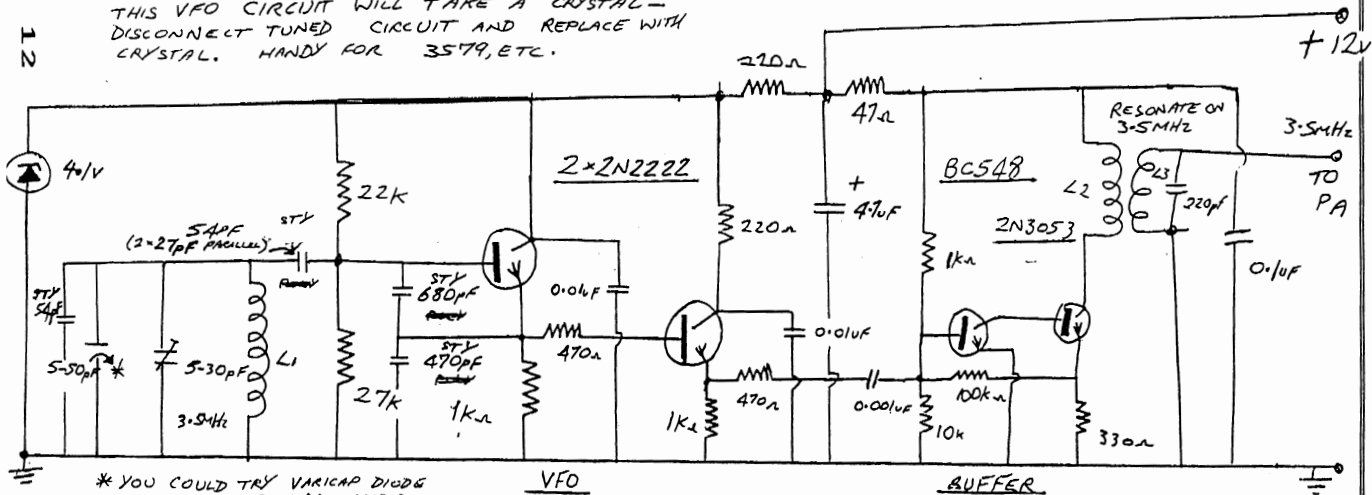 THIS VFO CIRCUIT WILL TAKE A CRYSTAL –
DISCONNECT TUNED CIRCUIT AND REPLACE WITH
CRYSTAL. HANDY FOR 3579, ETC.
12
+ 12v
220Ω
47Ω
RESONATE ON
3.5MHz
3.5MHz
TO
PA
4.1v
22K
2×2N2222
BC548
L2
L3
220pf
54PF
(2×27pF PARALLEL)
STY
220Ω
+
4.7uF
2N3053
1KΩ
0.1uF
STY
54pF
STY
680pF
0.01uF
0.01uF
5-50pF *
5-30pF
L1
3.5MHz
27K
STY
470pF
470Ω
1KΩ
1KΩ
470Ω
0.001uF
100KΩ
10K
330Ω
* YOU COULD TRY VARICAP DIODE
VFO
BUFFER